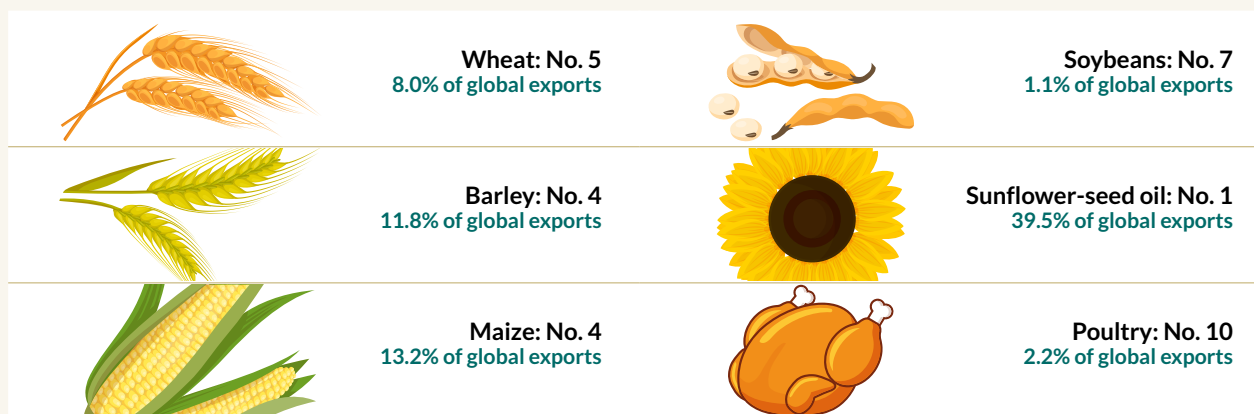 Wheat: No. 5
8.0% of global exports
Soybeans: No. 7
1.1% of global exports
Barley: No. 4
11.8% of global exports
Sunflower-seed oil: No. 1
39.5% of global exports
Maize: No. 4
13.2% of global exports
Poultry: No. 10
2.2% of global exports